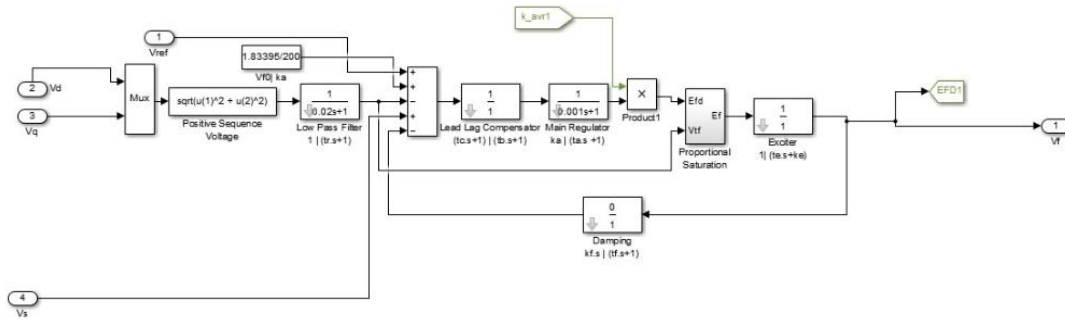 k_avr1
1
Vref
1.83395/200
Vf0| ka
2
Vd
3
Vq
Mux
sqrt(u(1)^2 + u(2)^2)
Positive Sequence
Voltage
1
0.02s+1
Low Pass Filter
1 | (tr.s+1)
+
+
−
+
−
1
1
Lead Lag Compensator
(tc.s+1) | (tb.s+1)
1
0.001s+1
Main Regulator
ka | (ta.s +1)
×
Product1
Efd
Ef
Vtf
Proportional
Saturation
1
1
Exciter
1| (te.s+ke)
EFD1
1
Vf
0
1
Damping
kf.s | (tf.s+1)
4
Vs